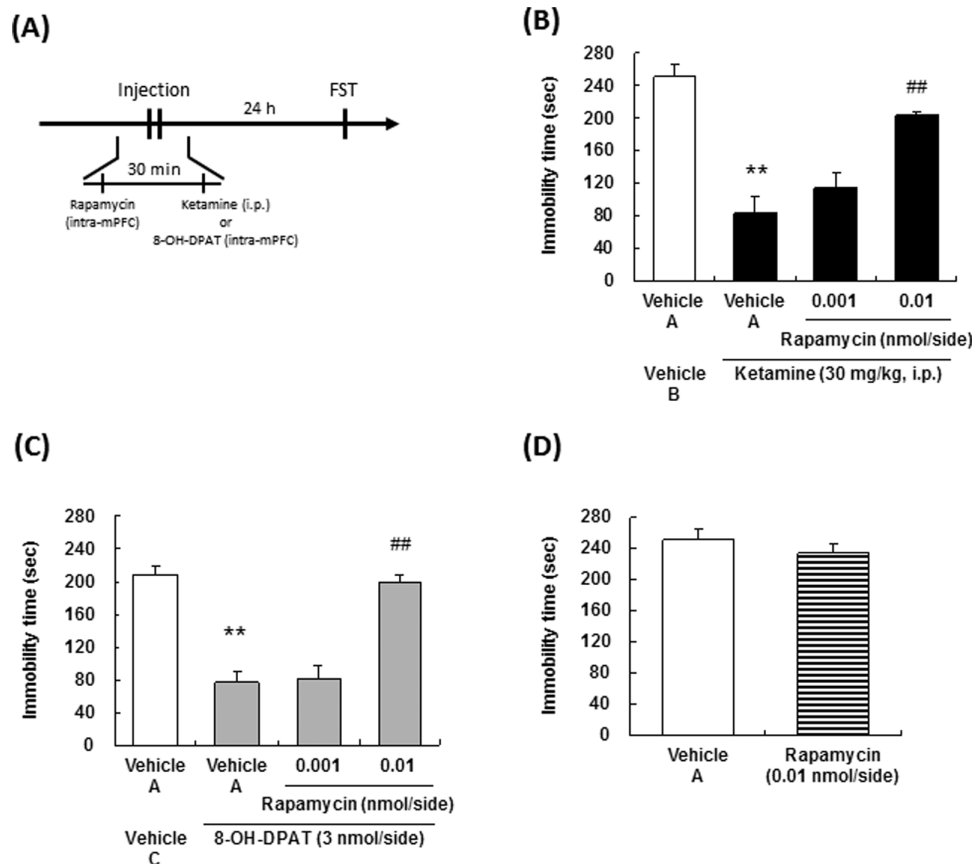 (A)
Injection
FST
24 h
30 min
Rapamycin
(intra-mPFC)
Ketamine (i.p.)
or
8-OH-DPAT (intra-mPFC)
(B)
Immobility time (sec)
280
240
200
160
120
80
40
0
**
##
Vehicle
A
Vehicle
A
0.001
0.01
Rapamycin (nmol/side)
Vehicle
B
Ketamine (30 mg/kg, i.p.)
(C)
Immobility time (sec)
280
240
200
160
120
80
40
0
**
##
Vehicle
A
Vehicle
A
0.001
0.01
Rapamycin (nmol/side)
Vehicle
C
8-OH-DPAT (3 nmol/side)
(D)
Immobility time (sec)
280
240
200
160
120
80
40
0
Vehicle
A
Rapamycin
(0.01 nmol/side)